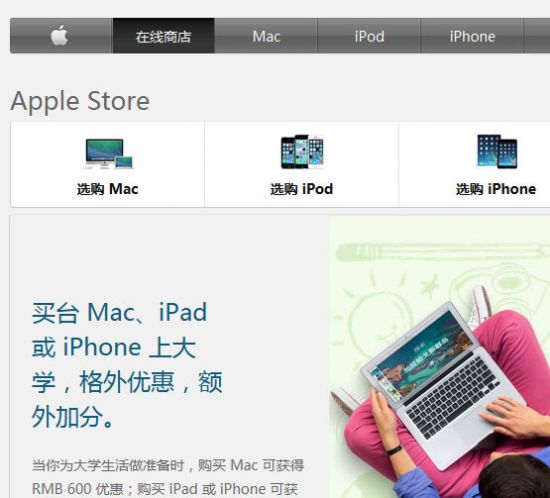 在线商店
Mac
iPod
iPhone
Apple Store
选购 Mac
选购 iPod
选购 iPhone
买台 Mac、iPad
或 iPhone 上大
学，格外优惠，额
外加分。
当你为大学生活做准备时，购买 Mac 可获得
RMB 600 优惠；购买 iPad 或 iPhone 可获